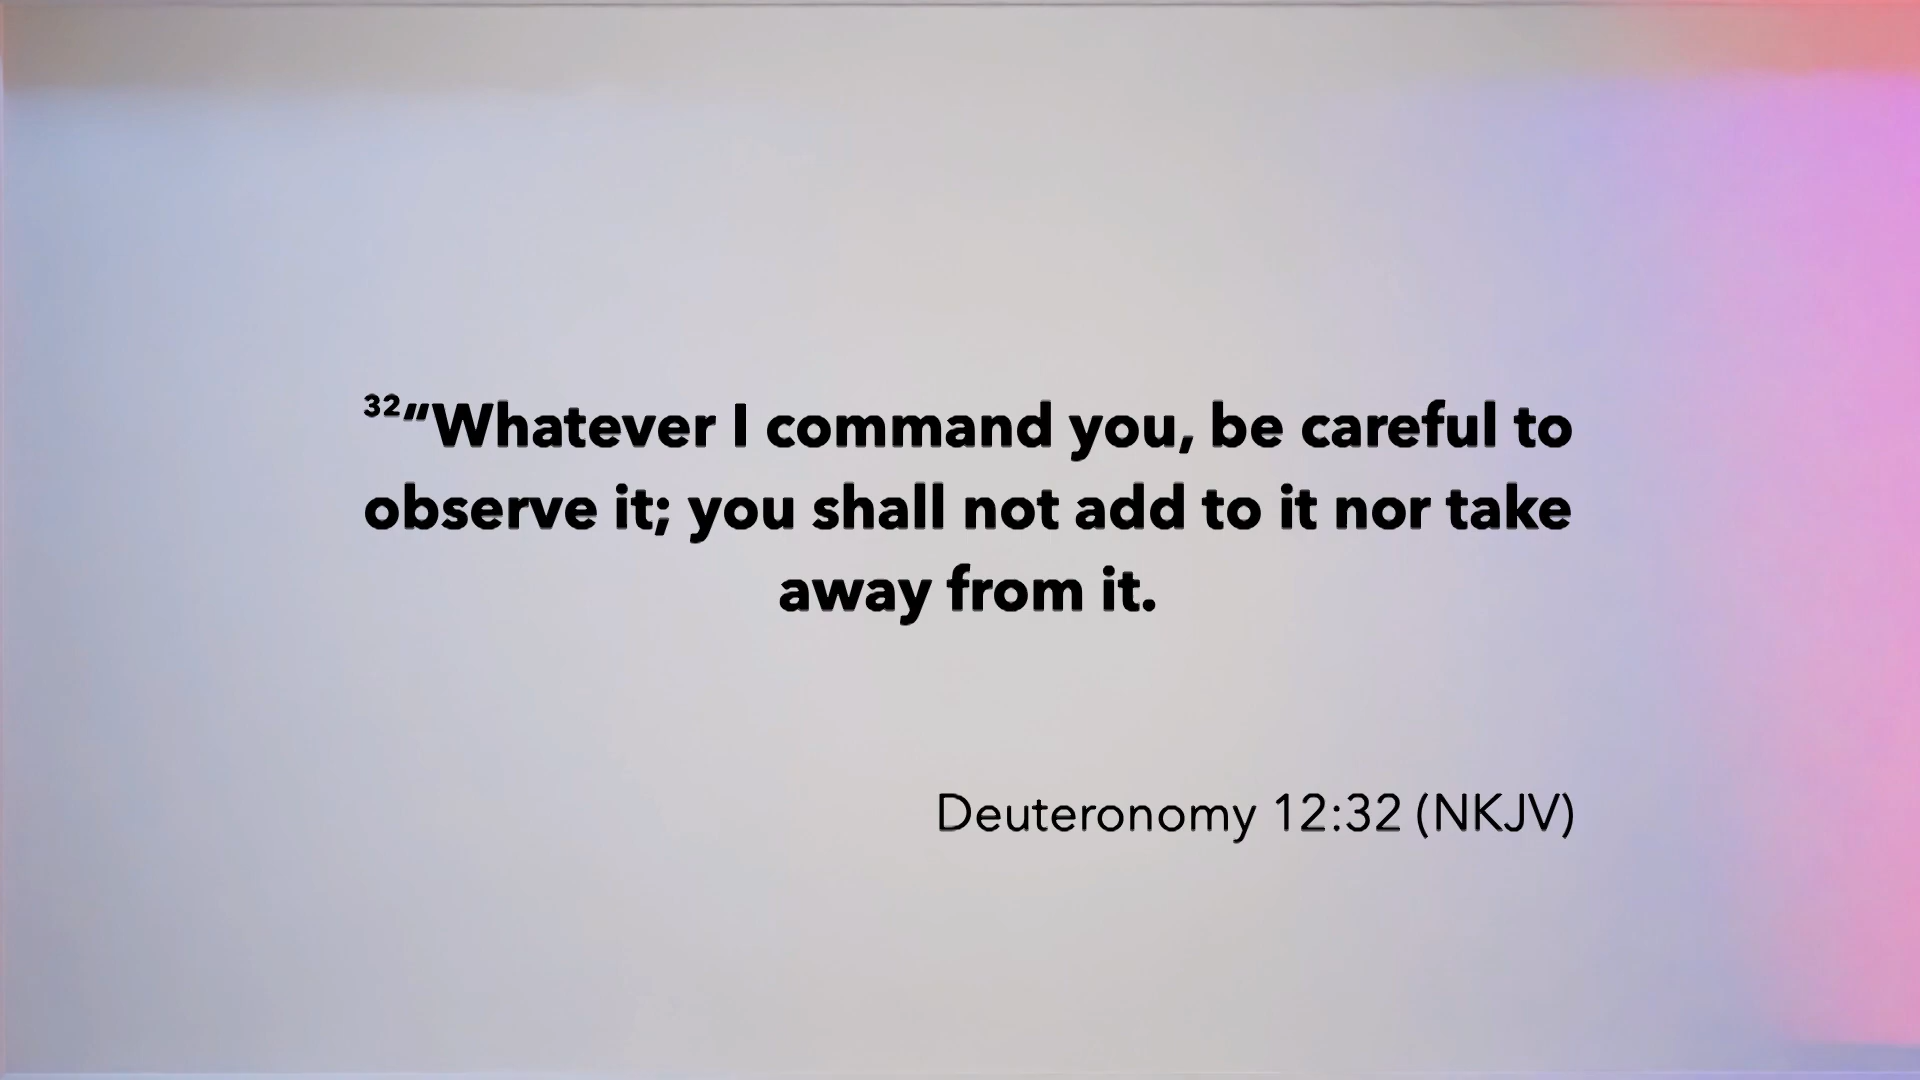 ³²“Whatever I command you, be careful to
observe it; you shall not add to it nor take
away from it.
Deuteronomy 12:32 (NKJV)